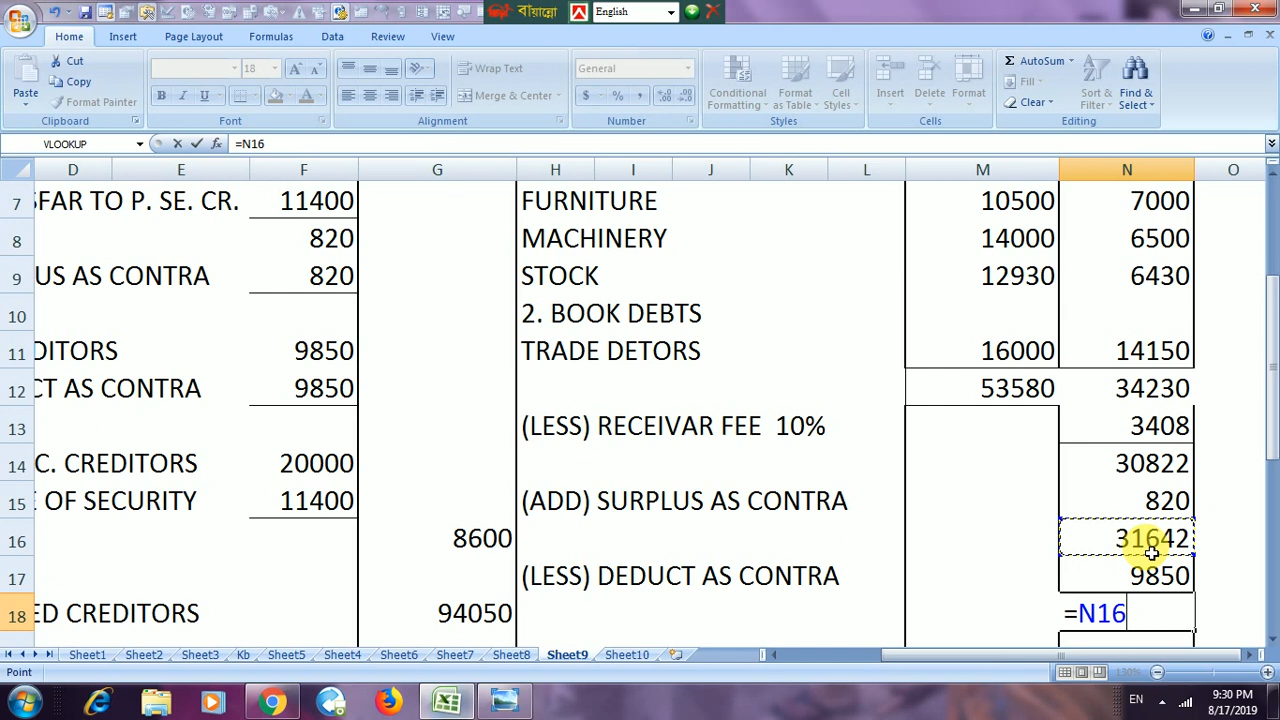 বাঁয়ান্নো English
Home Insert Page Layout Formulas Data Review View
Paste Cut Copy Format Painter
18 General
Wrap Text Merge & Center
Conditional Formatting Format as Table Cell Styles
Insert Delete Format
AutoSum Fill Clear Sort & Filter Find & Select
Clipboard Font Alignment Number Styles Cells Editing
VLOOKUP =N16
D E F G H I J K L M N O
7 SFAR TO P. SE. CR. 11400 FURNITURE 10500 7000
8 820 MACHINERY 14000 6500
9 US AS CONTRA 820 STOCK 12930 6430
10 2. BOOK DEBTS
11 DITORS 9850 TRADE DETORS 16000 14150
12 CT AS CONTRA 9850 53580 34230
13 (LESS) RECEIVAR FEE 10% 3408
14 C. CREDITORS 20000 30822
15 E OF SECURITY 11400 (ADD) SURPLUS AS CONTRA 820
16 8600 31642
17 (LESS) DEDUCT AS CONTRA 9850
18 ED CREDITORS 94050 =N16
Sheet1 Sheet2 Sheet3 Kb Sheet5 Sheet4 Sheet6 Sheet7 Sheet8 Sheet9 Sheet10
Point 130%
EN 9:30 PM
8/17/2019